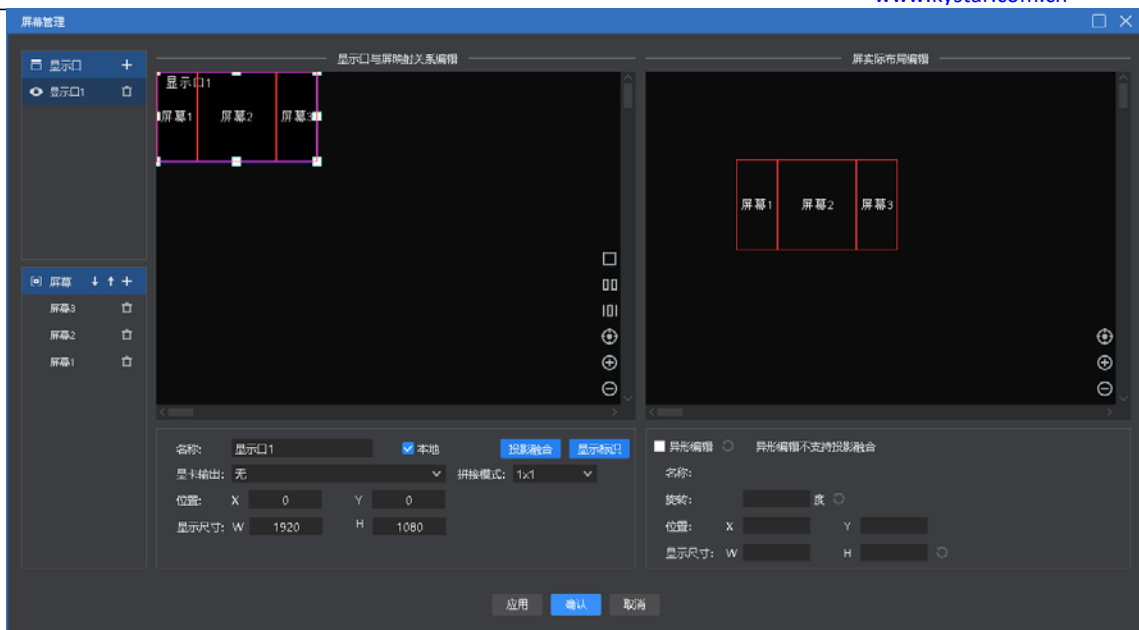 屏幕管理
显示口
显示口1
屏幕
屏幕3
屏幕2
屏幕1
显示口与屏映射关系编辑
显示口1
屏幕1 屏幕2 屏幕3
屏实际布局编辑
屏幕1 屏幕2 屏幕3
名称: 显示口1 本地 投影融合 显示标识
显卡输出: 无 拼接模式: 1x1
位置: X 0 Y 0
显示尺寸: W 1920 H 1080
异形编辑 异形编辑不支持投影融合
名称:
旋转: 度
位置: X Y
显示尺寸: W H
应用 确认 取消